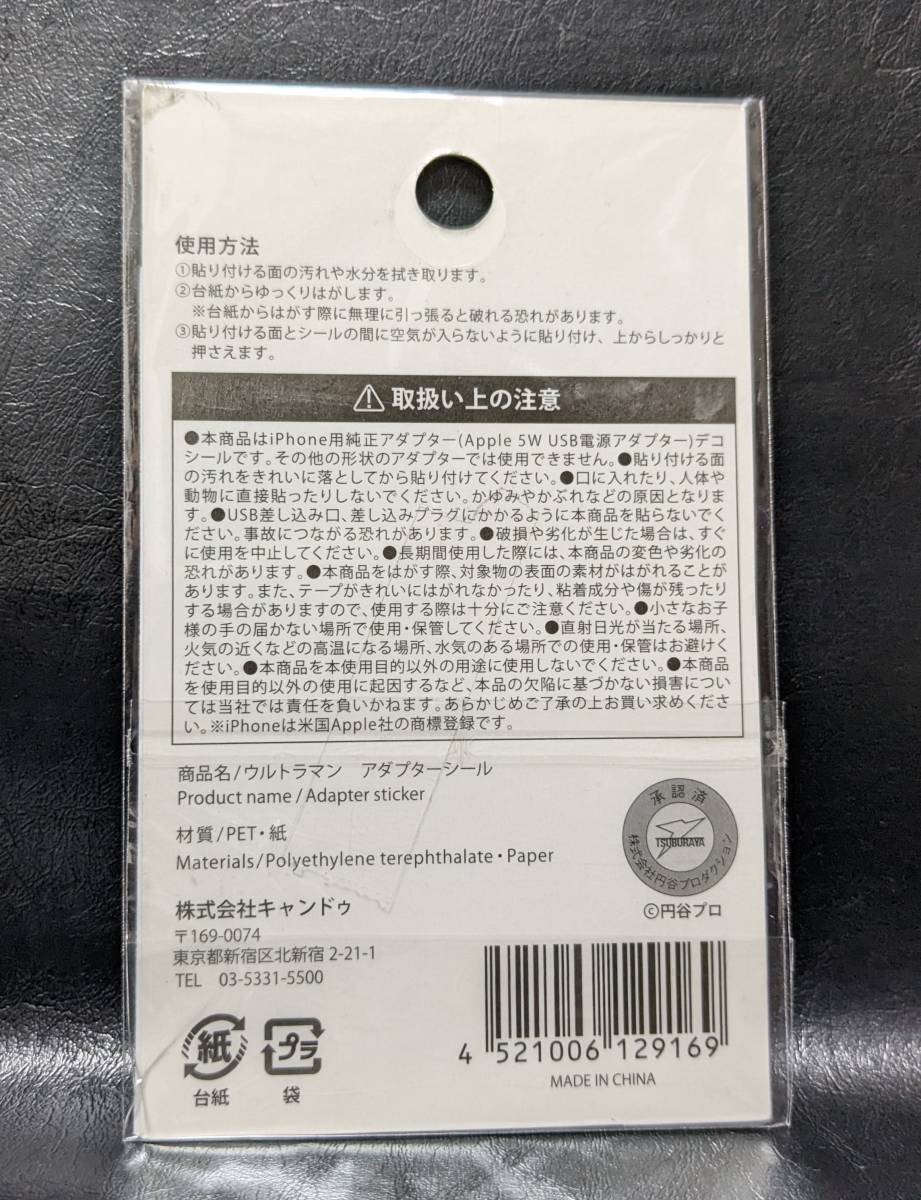 使用方法
①貼り付ける面の汚れや水分を拭き取ります。
②台紙からゆっくりはがします。
※台紙からはがす際に無理に引っ張ると破れる恐れがあります。
③貼り付ける面とシールの間に空気が入らないように貼り付け、上からしっかりと
押さえます。
取扱い上の注意
●本商品はiPhone用純正アダプター(Apple 5W USB電源アダプター)デコ
シールです。その他の形状のアダプターでは使用できません。●貼り付ける面
の汚れをきれいに落としてから貼り付けてください。●口に入れたり、人体や
動物に直接貼ったりしないでください。かゆみやかぶれなどの原因となりま
す。●USB差し込み口、差し込みプラグにかかるように本商品を貼らないでく
ださい。事故につながる恐れがあります。●破損や劣化が生じた場合は、すぐ
に使用を中止してください。●長期間使用した際には、本商品の変色や劣化の
恐れがあります。●本商品をはがす際、対象物の表面の素材がはがれることが
あります。また、テープがきれいにはがれなかったり、粘着成分や傷が残ったり
する場合がありますので、使用する際は十分にご注意ください。●小さなお子
様の手の届かない場所で使用・保管してください。●直射日光が当たる場所、
火気の近くなどの高温になる場所、水気のある場所での使用・保管はお避けく
ださい。●本商品を本使用目的以外の用途に使用しないでください。●本商品
を使用目的以外の使用に起因するなど、本品の欠陥に基づかない損害につい
ては当社では責任を負いかねます。あらかじめご了承の上お買い求めくださ
い。※iPhoneは米国Apple社の商標登録です。
商品名/ウルトラマン　アダプターシール
Product name/Adapter sticker
材質/PET・紙
Materials/Polyethylene terephthalate・Paper
承認済
TSUBURAYA
株式会社円谷プロダクション
©円谷プロ
株式会社キャンドゥ
〒169-0074
東京都新宿区北新宿 2-21-1
TEL　03-5331-5500
紙
台紙
プラ
袋
4 521006 129169
MADE IN CHINA